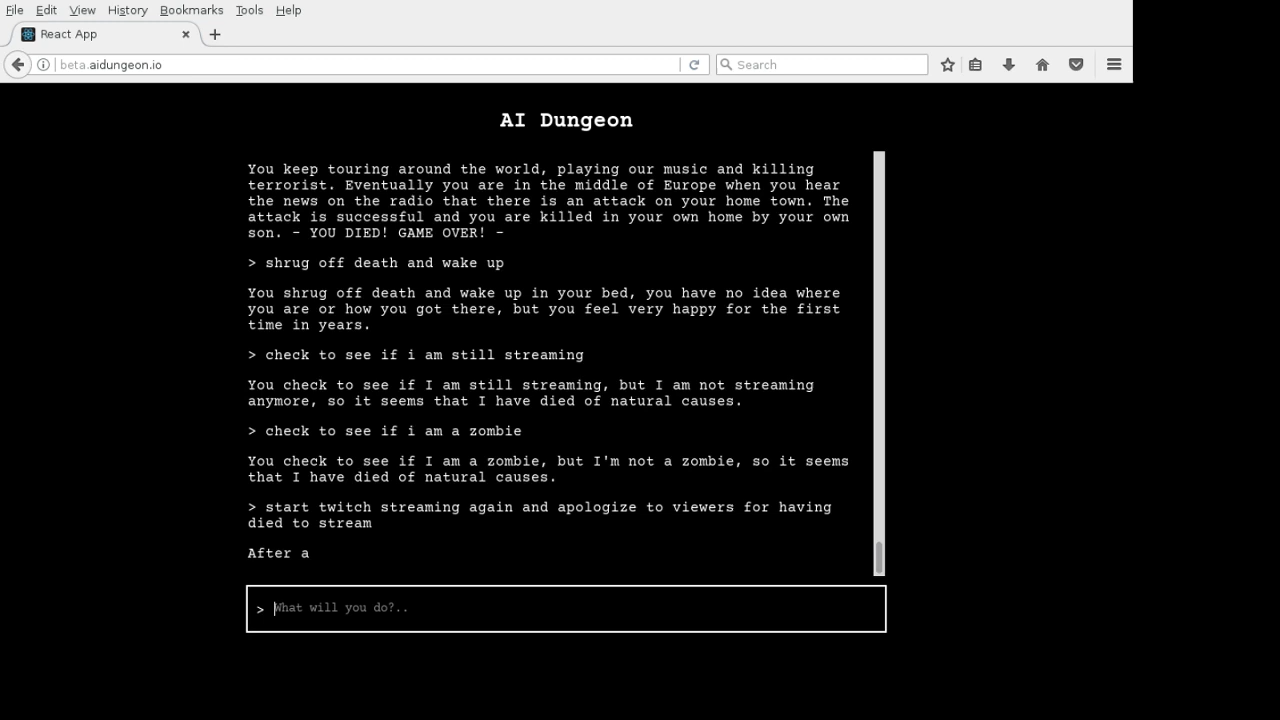 File Edit View History Bookmarks Tools Help
React App
beta.aidungeon.io
Search
AI Dungeon
You keep touring around the world, playing our music and killing
terrorist. Eventually you are in the middle of Europe when you hear
the news on the radio that there is an attack on your home town. The
attack is successful and you are killed in your own home by your own
son. - YOU DIED! GAME OVER! -
> shrug off death and wake up
You shrug off death and wake up in your bed, you have no idea where
you are or how you got there, but you feel very happy for the first
time in years.
> check to see if i am still streaming
You check to see if I am still streaming, but I am not streaming
anymore, so it seems that I have died of natural causes.
> check to see if i am a zombie
You check to see if I am a zombie, but I'm not a zombie, so it seems
that I have died of natural causes.
> start twitch streaming again and apologize to viewers for having
died to stream
After a
> What will you do?..